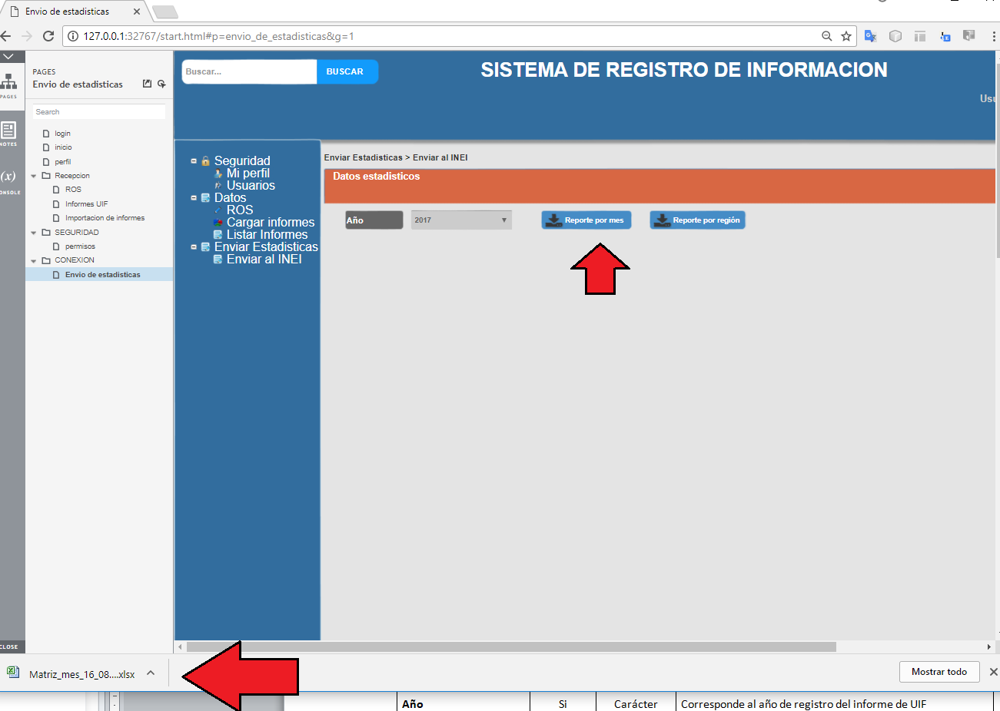 Envio de estadisticas
127.0.0.1:32767/start.html#p=envio_de_estadisticas&g=1
PAGES
NOTES
(x)
CONSOLE
CLOSE
PAGES
Envio de estadisticas
Search
login
inicio
perfil
Recepcion
ROS
Informes UIF
Importacion de informes
SEGURIDAD
permisos
CONEXION
Envio de estadisticas
Buscar...
BUSCAR
SISTEMA DE REGISTRO DE INFORMACION
Usu
Seguridad
Mi perfil
Usuarios
Datos
ROS
Cargar informes
Listar Informes
Enviar Estadisticas
Enviar al INEI
Enviar Estadisticas > Enviar al INEI
Datos estadisticos
Año
2017
Reporte por mes
Reporte por región
Matriz_mes_16_08....xlsx
Mostrar todo
Año Si Carácter Corresponde al año de registro del informe de UIF